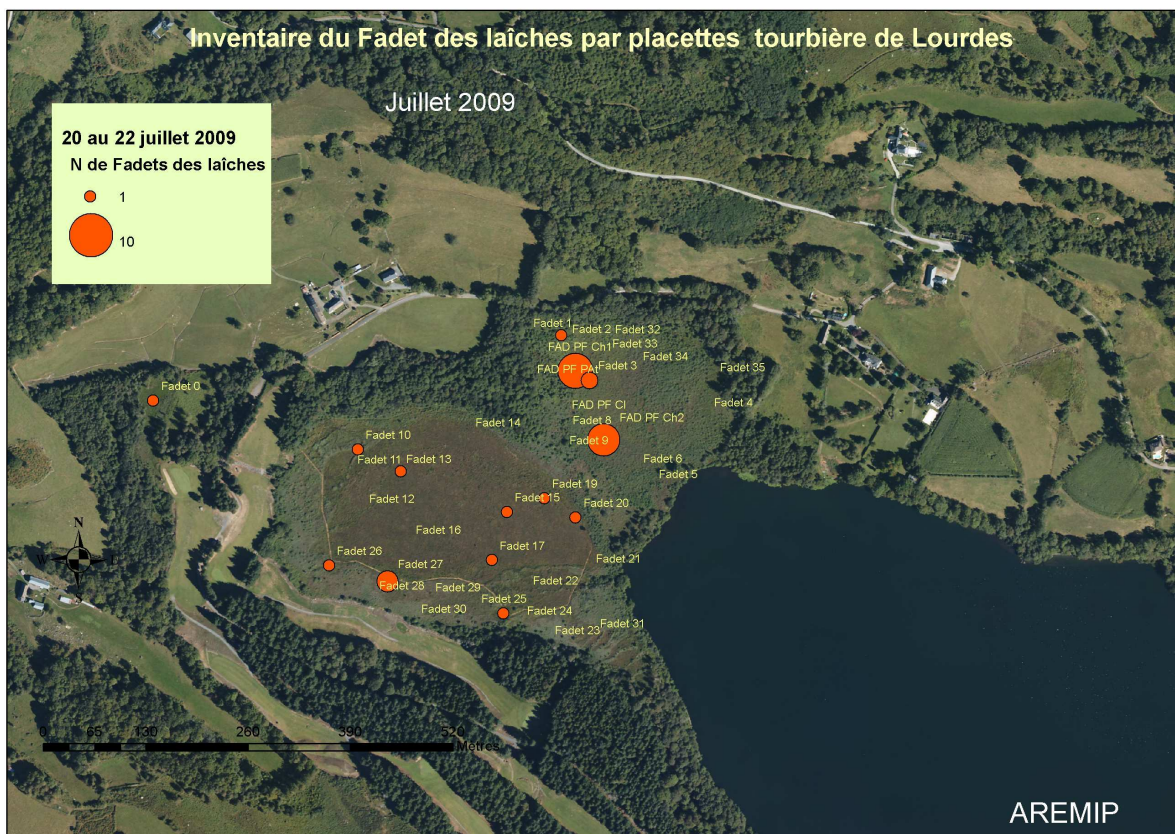 Inventaire du Fadet des laîches par placettes tourbière de Lourdes
Juillet 2009
20 au 22 juillet 2009
N de Fadets des laîches
1
10
Fadet 1
Fadet 2
Fadet 32
FAD PF Ch1
Fadet 33
Fadet 34
FAD PF PAt
Fadet 3
Fadet 35
Fadet 0
FAD PF Cl
Fadet 4
Fadet 14
Fadet 8
FAD PF Ch2
Fadet 10
Fadet 9
Fadet 11
Fadet 13
Fadet 6
Fadet 5
Fadet 12
Fadet 19
Fadet 15
Fadet 20
Fadet 16
N
W
Fadet 26
Fadet 17
Fadet 21
Fadet 27
Fadet 28
Fadet 29
Fadet 22
Fadet 30
Fadet 25
Fadet 24
Fadet 23
Fadet 31
0 65 130 260 390 520
Mètres
AREMIP